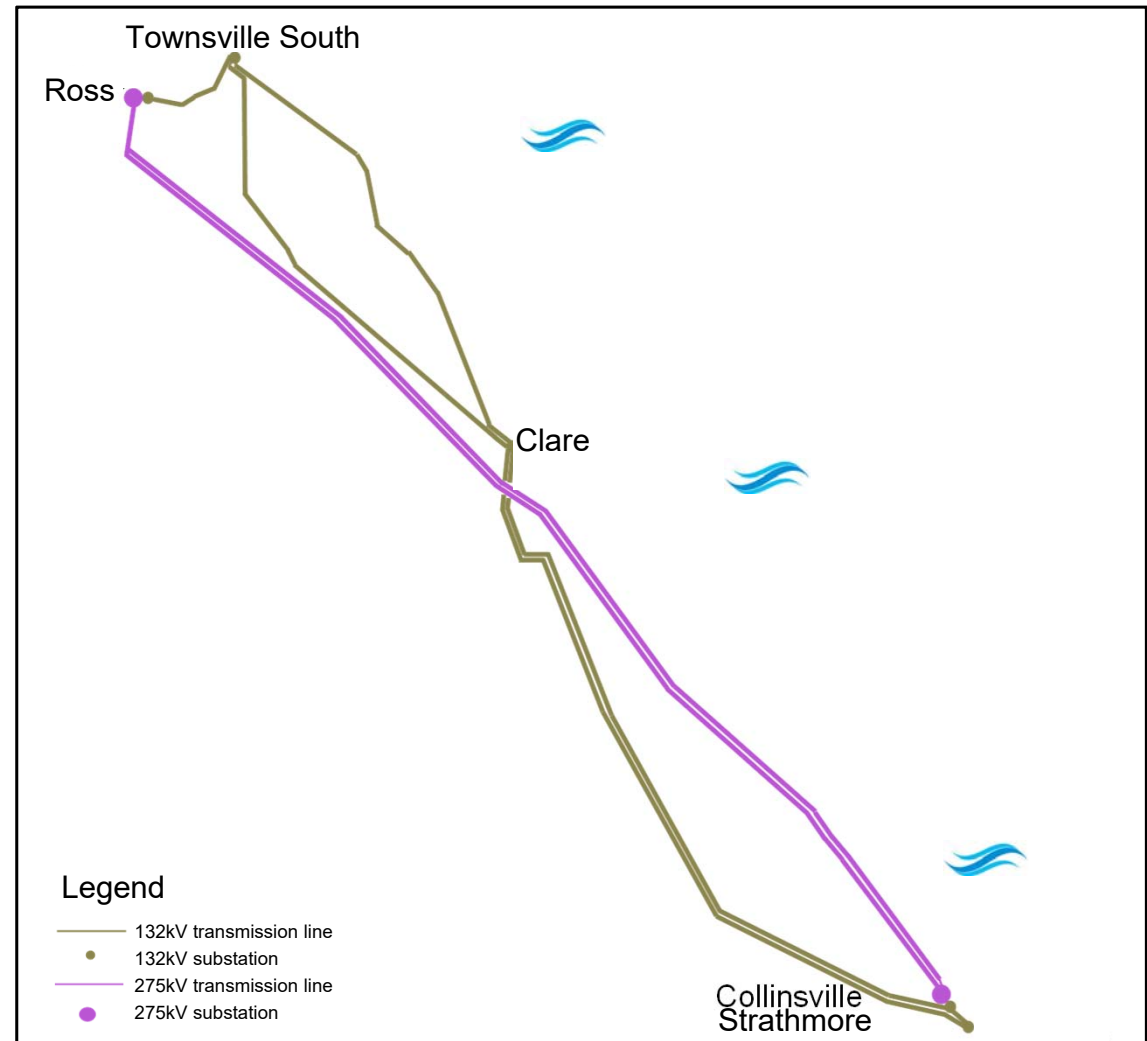 Townsville South
Ross
Clare
Collinsville
Strathmore
Legend
132kV transmission line
132kV substation
275kV transmission line
275kV substation